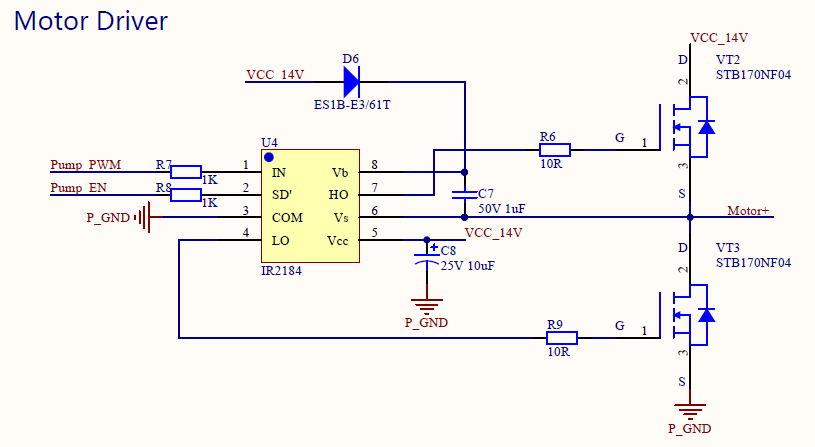 Motor Driver
VCC_14V
D6
D
VT2
VCC_14V
STB170NF04
2
ES1B-E3/61T
U4
R6
G
1
Pump_PWM
R7
1
IN
Vb
8
10R
3
1K
Pump_EN
R8
2
SD'
HO
7
C7
S
1K
50V 1uF
P_GND
3
COM
Vs
6
Motor+
4
LO
Vcc
5
VCC_14V
D
VT3
C8
STB170NF04
IR2184
+
25V 10uF
2
P_GND
R9
G
1
10R
3
S
P_GND